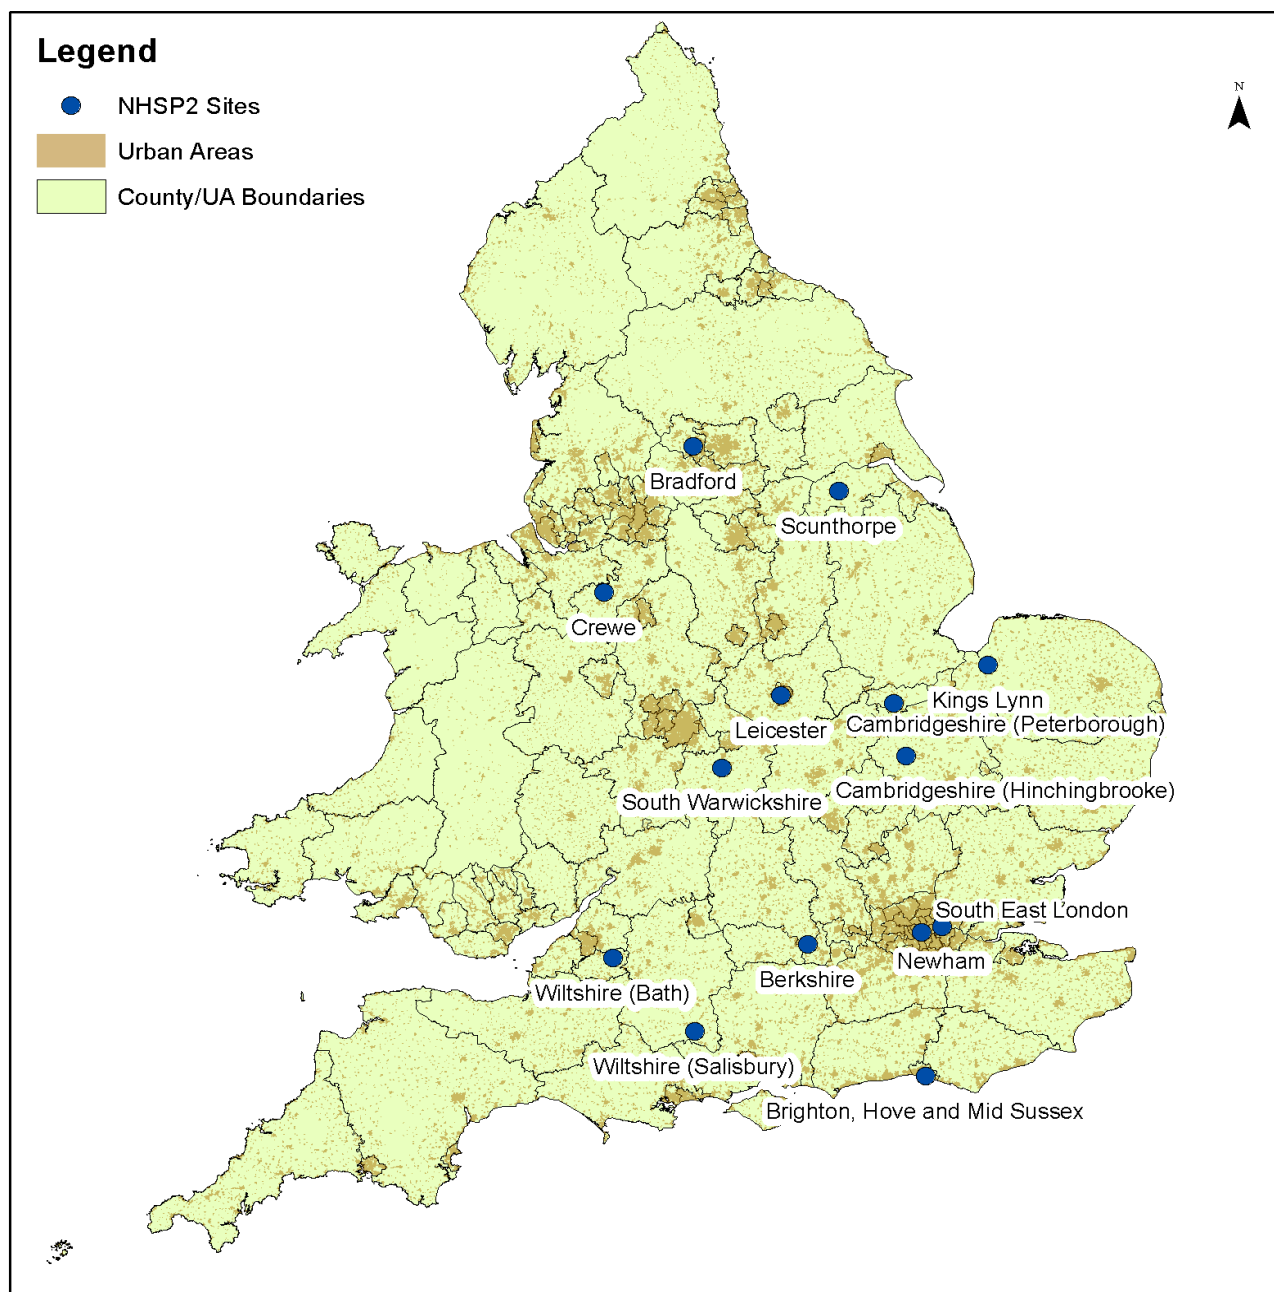 Legend
N
NHSP2 Sites
Urban Areas
County/UA Boundaries
Bradford
Scunthorpe
Crewe
Kings Lynn
Cambridgeshire (Peterborough)
Leicester
Cambridgeshire (Hinchingbrooke)
South Warwickshire
South East London
Newham
Berkshire
Wiltshire (Bath)
Wiltshire (Salisbury)
Brighton, Hove and Mid Sussex